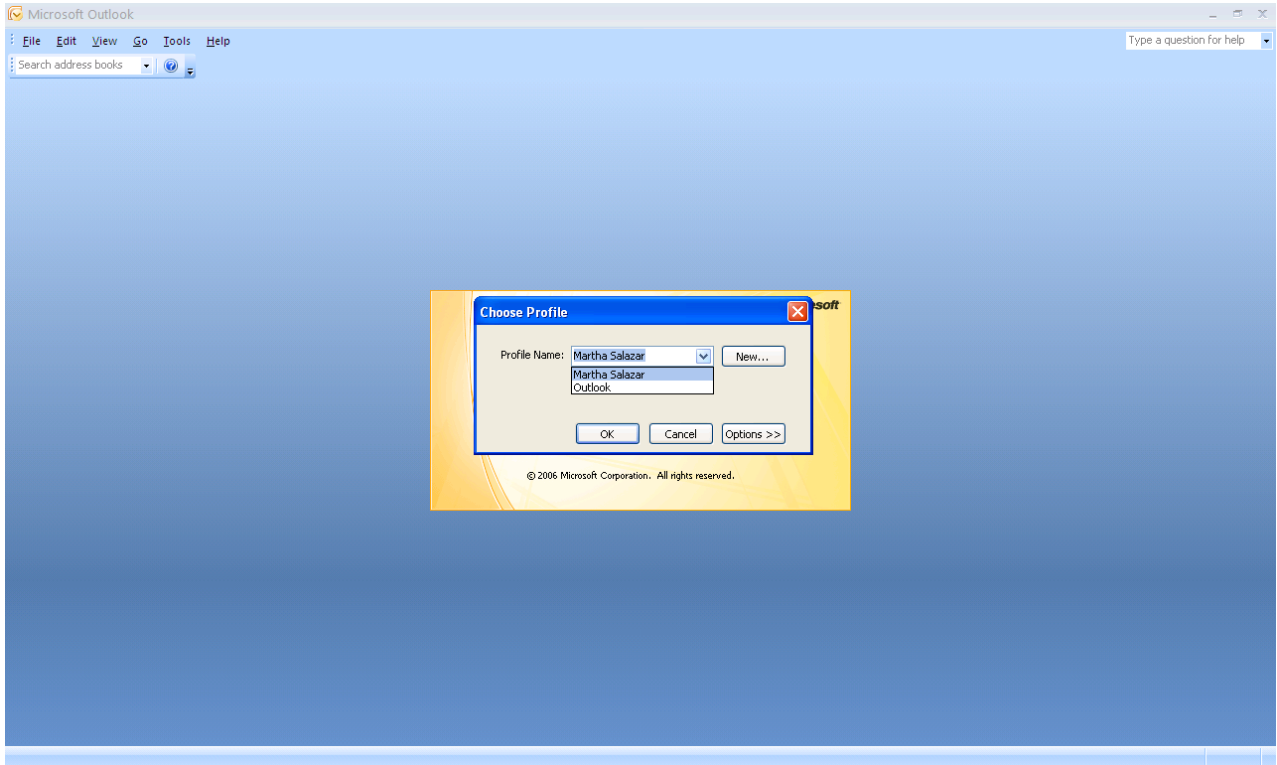 Microsoft Outlook
File Edit View Go Tools Help
Type a question for help
Search address books
soft
Choose Profile
Profile Name: Martha Salazar New...
Martha Salazar
Outlook
OK Cancel Options >>
© 2006 Microsoft Corporation. All rights reserved.